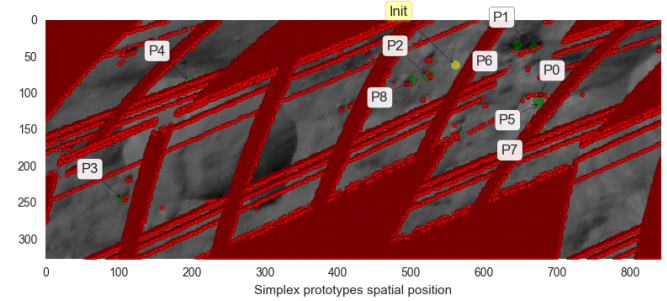 Init
P1
0
P2
P4
P6
50
P0
P8
100
P5
150
P7
200
P3
250
300
0 100 200 300 400 500 600 700 800
Simplex prototypes spatial position